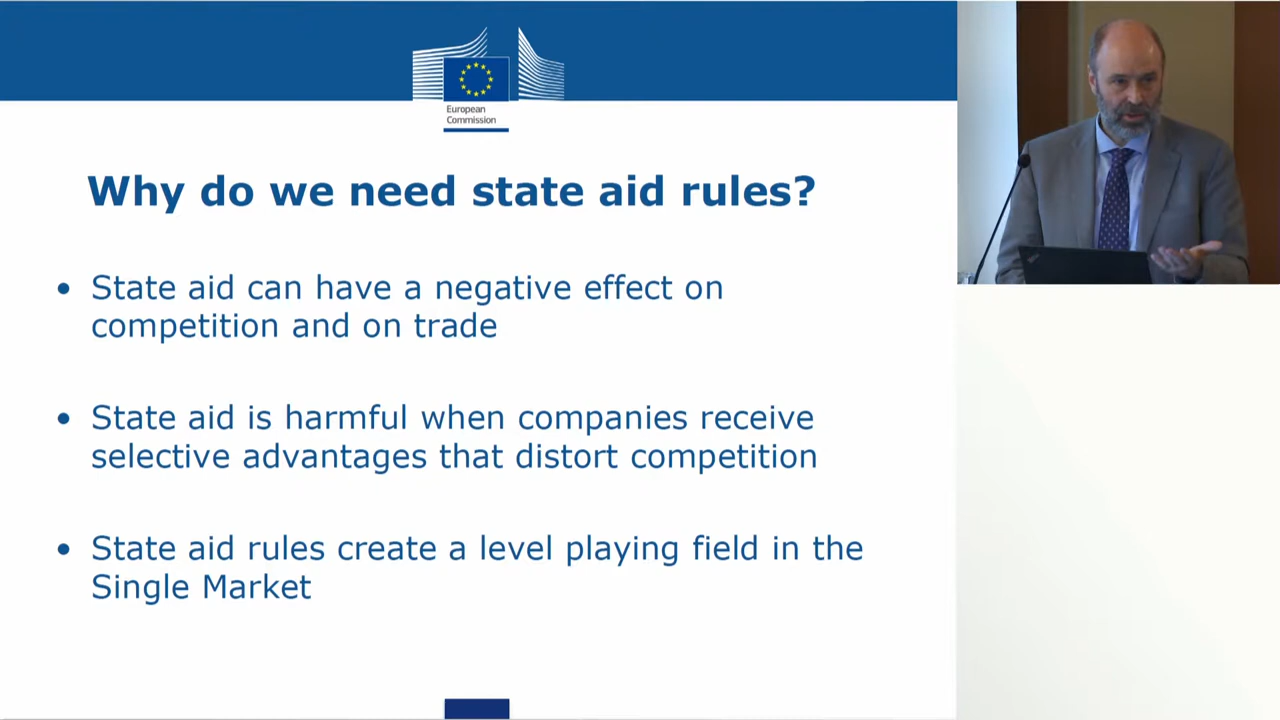 European
Commission
Why do we need state aid rules?
• State aid can have a negative effect on
competition and on trade
• State aid is harmful when companies receive
selective advantages that distort competition
• State aid rules create a level playing field in the
Single Market